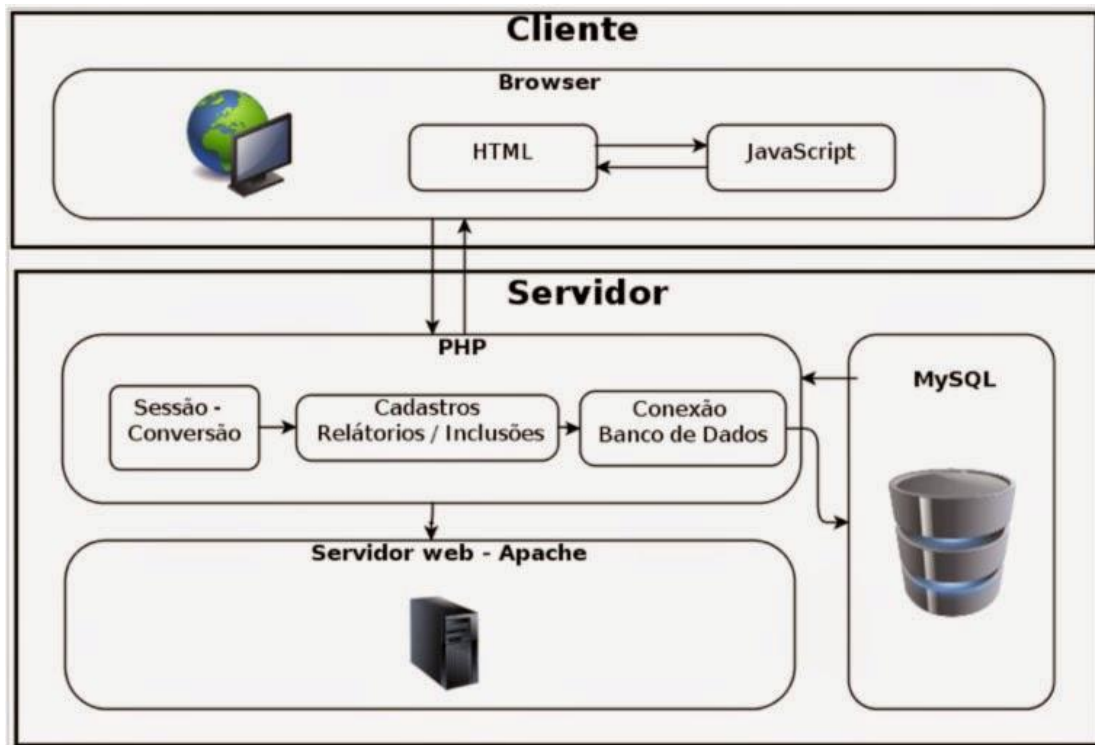 Cliente
Browser
HTML
JavaScript
Servidor
PHP
MySQL
Sessão -
Conversão
Cadastros
Relátorios / Inclusões
Conexão
Banco de Dados
Servidor web - Apache